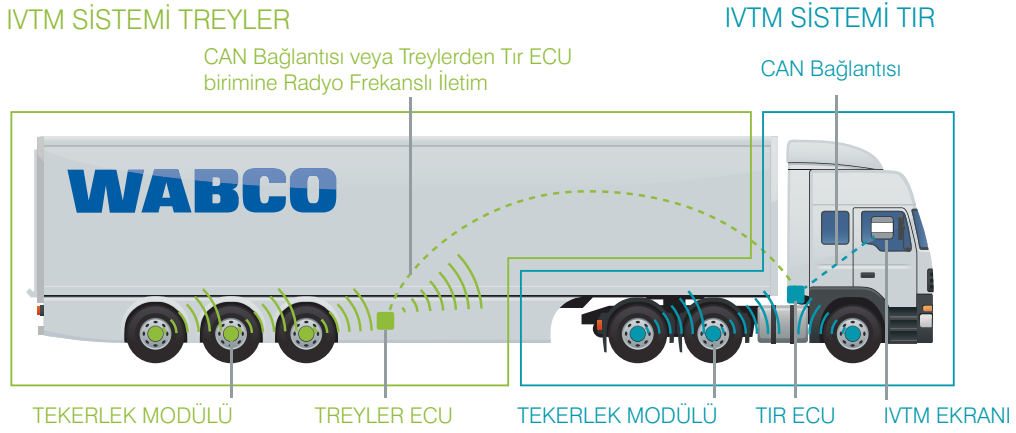 IVTM SİSTEMİ TREYLER
IVTM SİSTEMİ TIR
CAN Bağlantısı veya Treylerden Tır ECU
birimine Radyo Frekanslı İletim
CAN Bağlantısı
WABCO
TEKERLEK MODÜLÜ
TREYLER ECU
TEKERLEK MODÜLÜ
TIR ECU
IVTM EKRANI